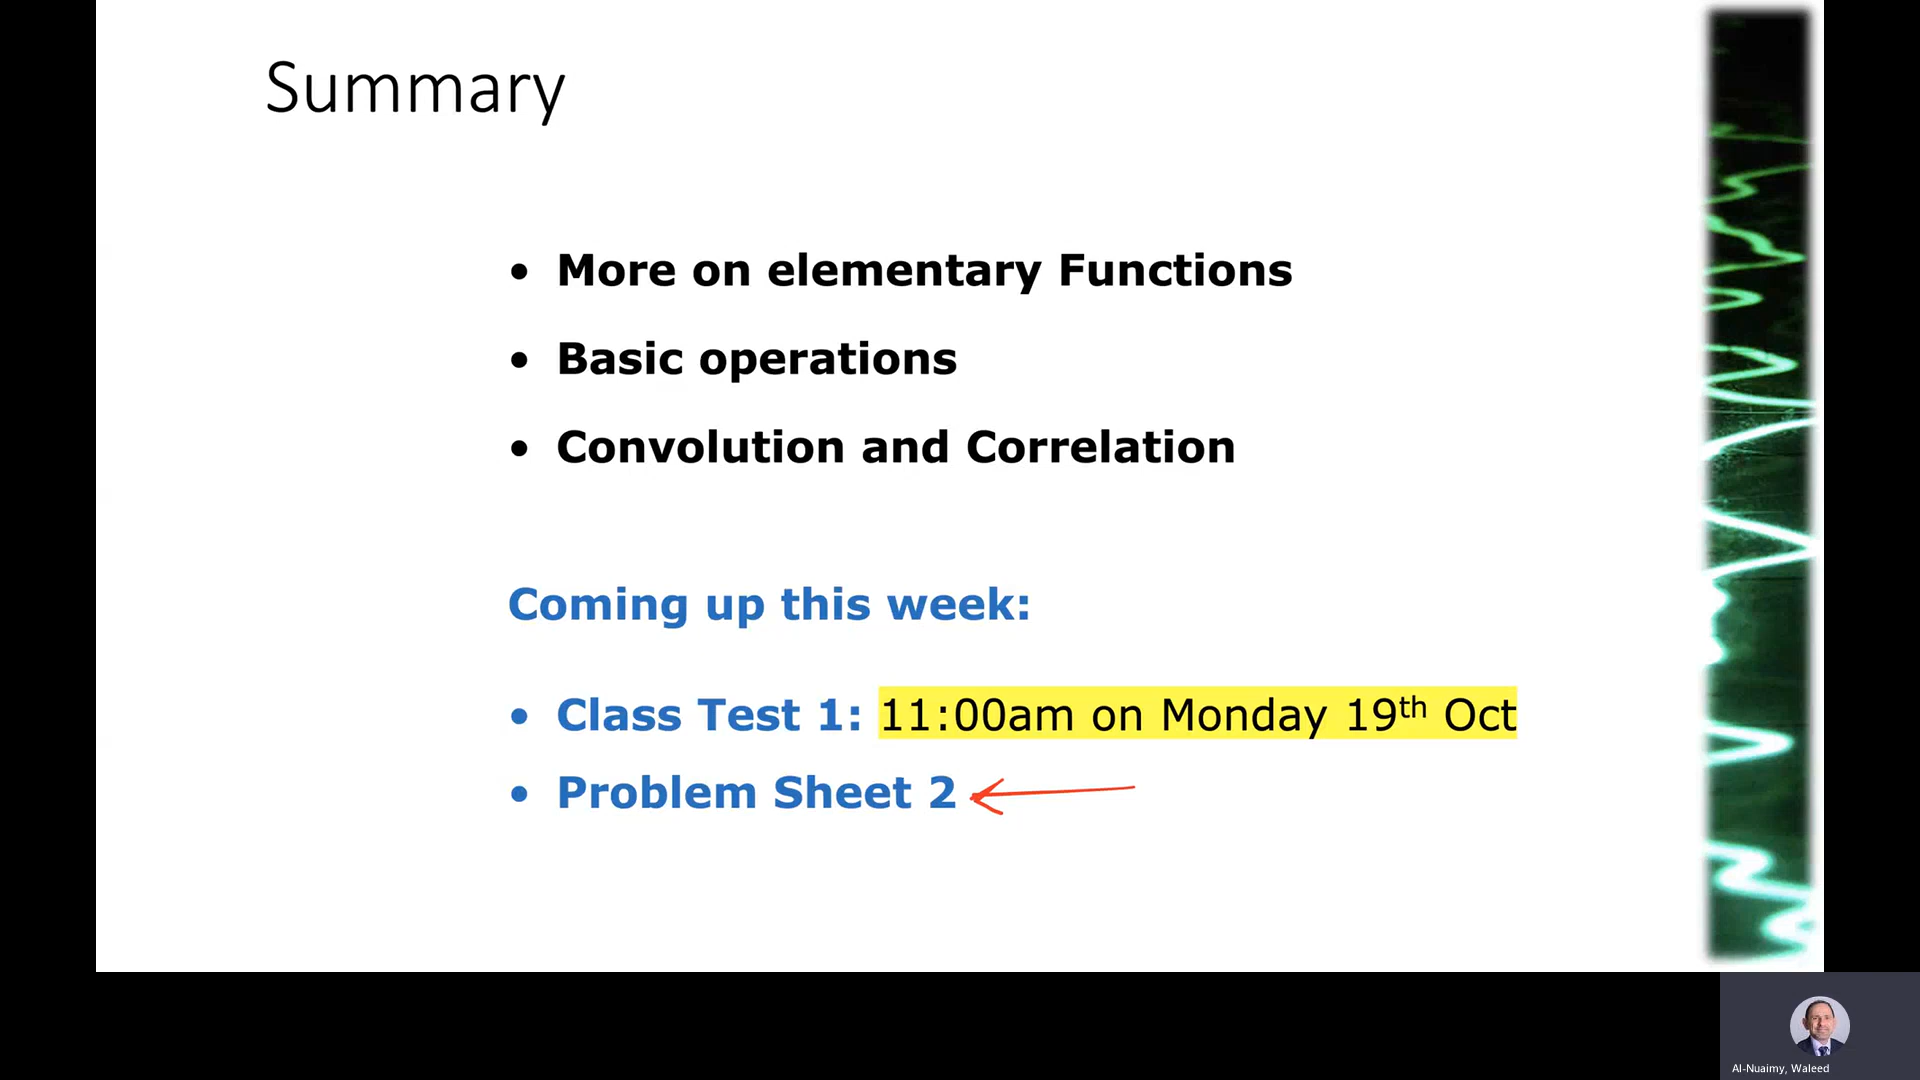 Summary
• More on elementary Functions
• Basic operations
• Convolution and Correlation
Coming up this week:
• Class Test 1: 11:00am on Monday 19th Oct
• Problem Sheet 2
Al-Nuaimy, Waleed